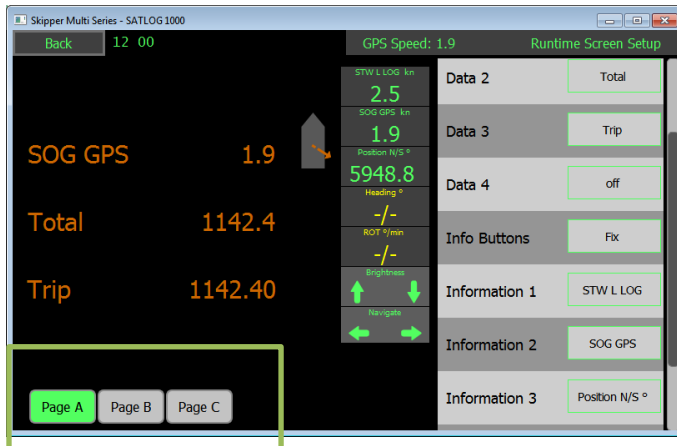 Skipper Multi Series - SATLOG 1000
Back 12 00 GPS Speed: 1.9 Runtime Screen Setup
SOG GPS 1.9
Total 1142.4
Trip 1142.40
Page A Page B Page C
STW L LOG kn
2.5
SOG GPS kn
1.9
Position N/S °
5948.8
Heading °
-/-
ROT °/min
-/-
Brightness
Navigate
Data 2 Total
Data 3 Trip
Data 4 off
Info Buttons Fix
Information 1 STW L LOG
Information 2 SOG GPS
Information 3 Position N/S °